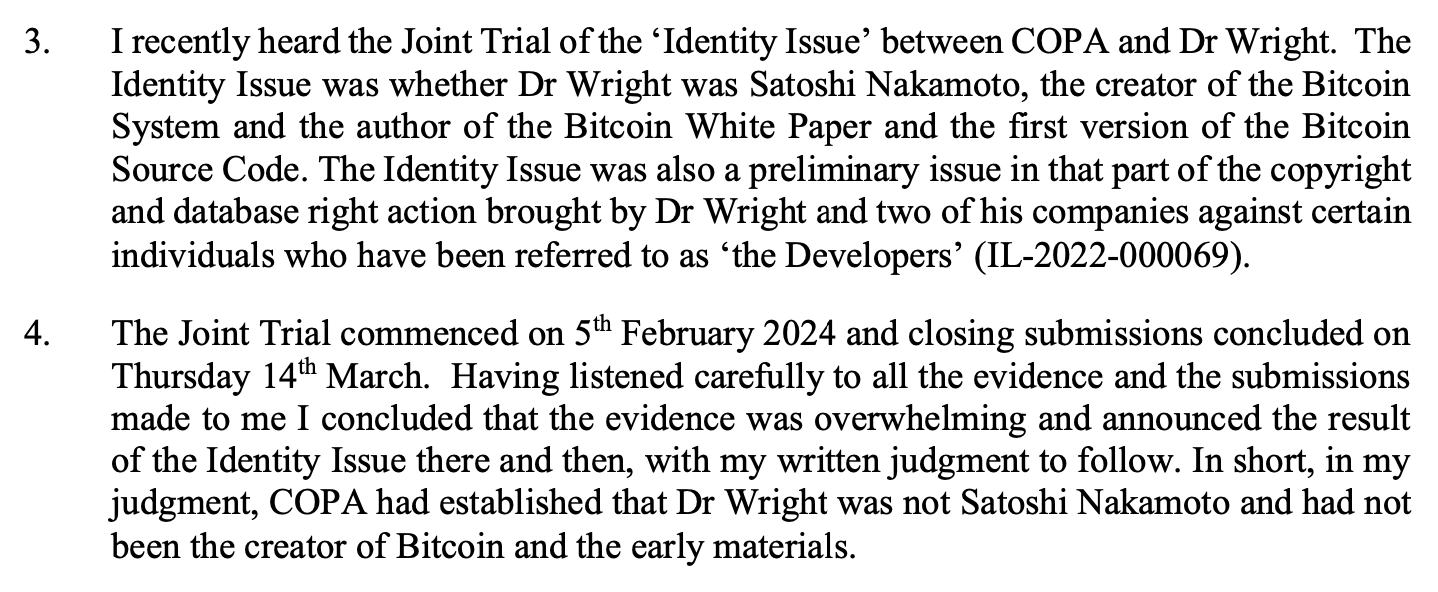 3. I recently heard the Joint Trial of the ‘Identity Issue’ between COPA and Dr Wright. The
Identity Issue was whether Dr Wright was Satoshi Nakamoto, the creator of the Bitcoin
System and the author of the Bitcoin White Paper and the first version of the Bitcoin
Source Code. The Identity Issue was also a preliminary issue in that part of the copyright
and database right action brought by Dr Wright and two of his companies against certain
individuals who have been referred to as ‘the Developers’ (IL-2022-000069).
4. The Joint Trial commenced on 5th February 2024 and closing submissions concluded on
Thursday 14th March. Having listened carefully to all the evidence and the submissions
made to me I concluded that the evidence was overwhelming and announced the result
of the Identity Issue there and then, with my written judgment to follow. In short, in my
judgment, COPA had established that Dr Wright was not Satoshi Nakamoto and had not
been the creator of Bitcoin and the early materials.